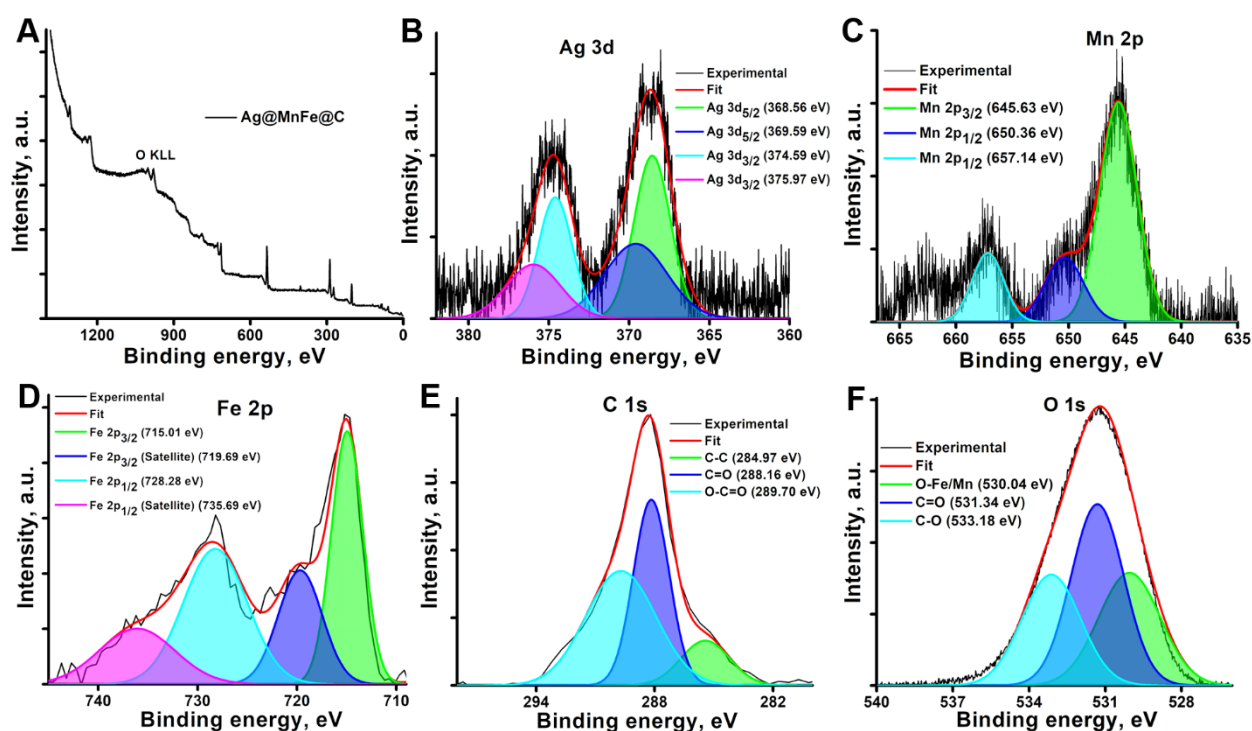 A
Intensity, a.u.
Ag@MnFe@C
O KLL
1200 900 600 300 0
Binding energy, eV
B
Ag 3d
Intensity, a.u.
Experimental
Fit
Ag 3d5/2 (368.56 eV)
Ag 3d5/2 (369.59 eV)
Ag 3d3/2 (374.59 eV)
Ag 3d3/2 (375.97 eV)
380 375 370 365 360
Binding energy, eV
C
Mn 2p
Intensity, a.u.
Experimental
Fit
Mn 2p3/2 (645.63 eV)
Mn 2p1/2 (650.36 eV)
Mn 2p1/2 (657.14 eV)
665 660 655 650 645 640 635
Binding energy, eV
D
Fe 2p
Intensity, a.u.
Experimental
Fit
Fe 2p3/2 (715.01 eV)
Fe 2p3/2 (Satellite) (719.69 eV)
Fe 2p1/2 (728.28 eV)
Fe 2p1/2 (Satellite) (735.69 eV)
740 730 720 710
Binding energy, eV
E
C 1s
Intensity, a.u.
Experimental
Fit
C-C (284.97 eV)
C=O (288.16 eV)
O-C=O (289.70 eV)
294 288 282
Binding energy, eV
F
O 1s
Intensity, a.u.
Experimental
Fit
O-Fe/Mn (530.04 eV)
C=O (531.34 eV)
C-O (533.18 eV)
540 537 534 531 528
Binding energy, eV